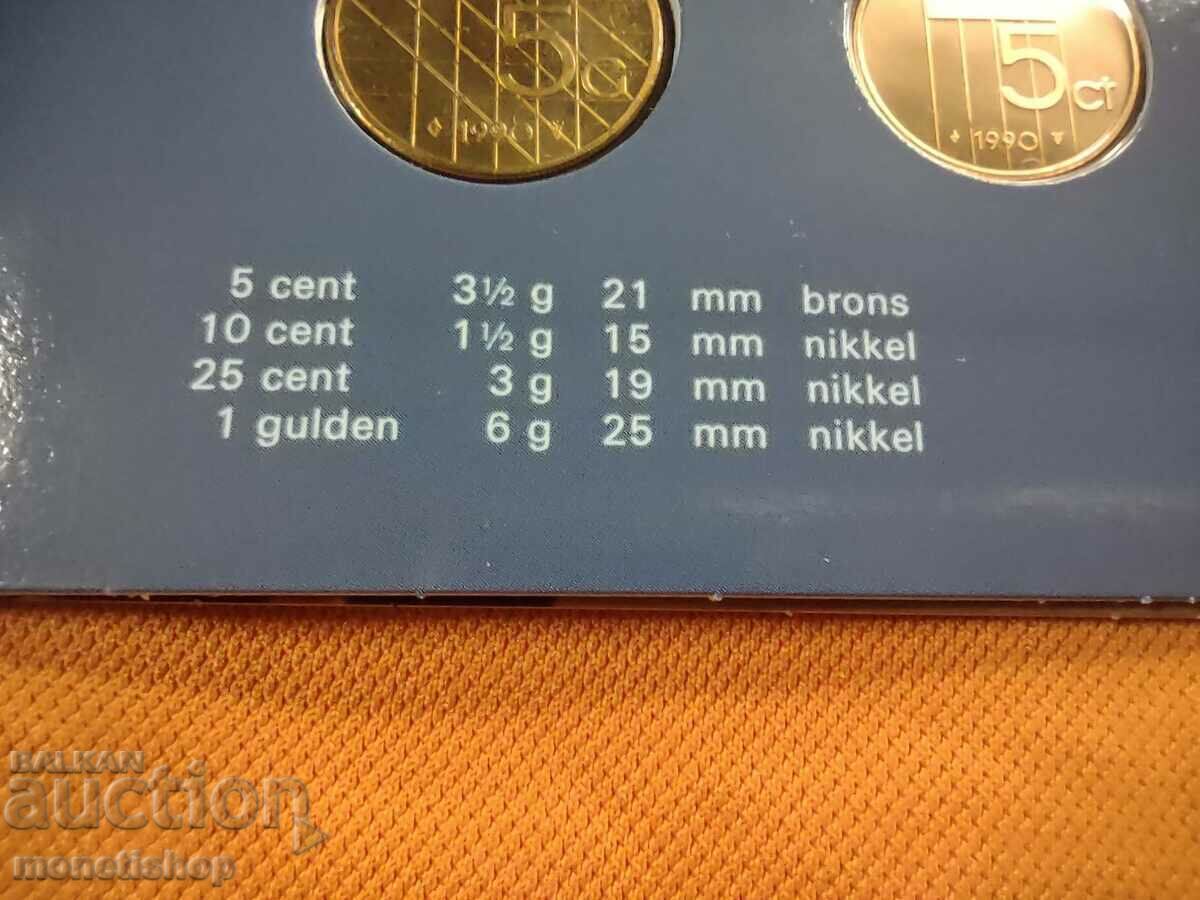 5G
1990
5ct
1990
5 cent 3½ g 21 mm brons
10 cent 1½ g 15 mm nikkel
25 cent 3 g 19 mm nikkel
1 gulden 6 g 25 mm nikkel
BALKAN
auction
monetishop